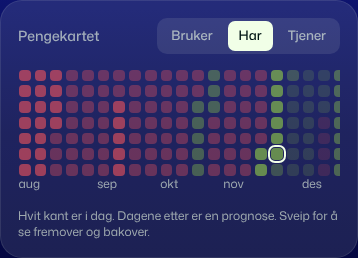 Pengekartet
Bruker Har Tjener
aug sep okt nov des
Hvit kant er i dag. Dagene etter er en prognose. Sveip for å
se fremover og bakover.